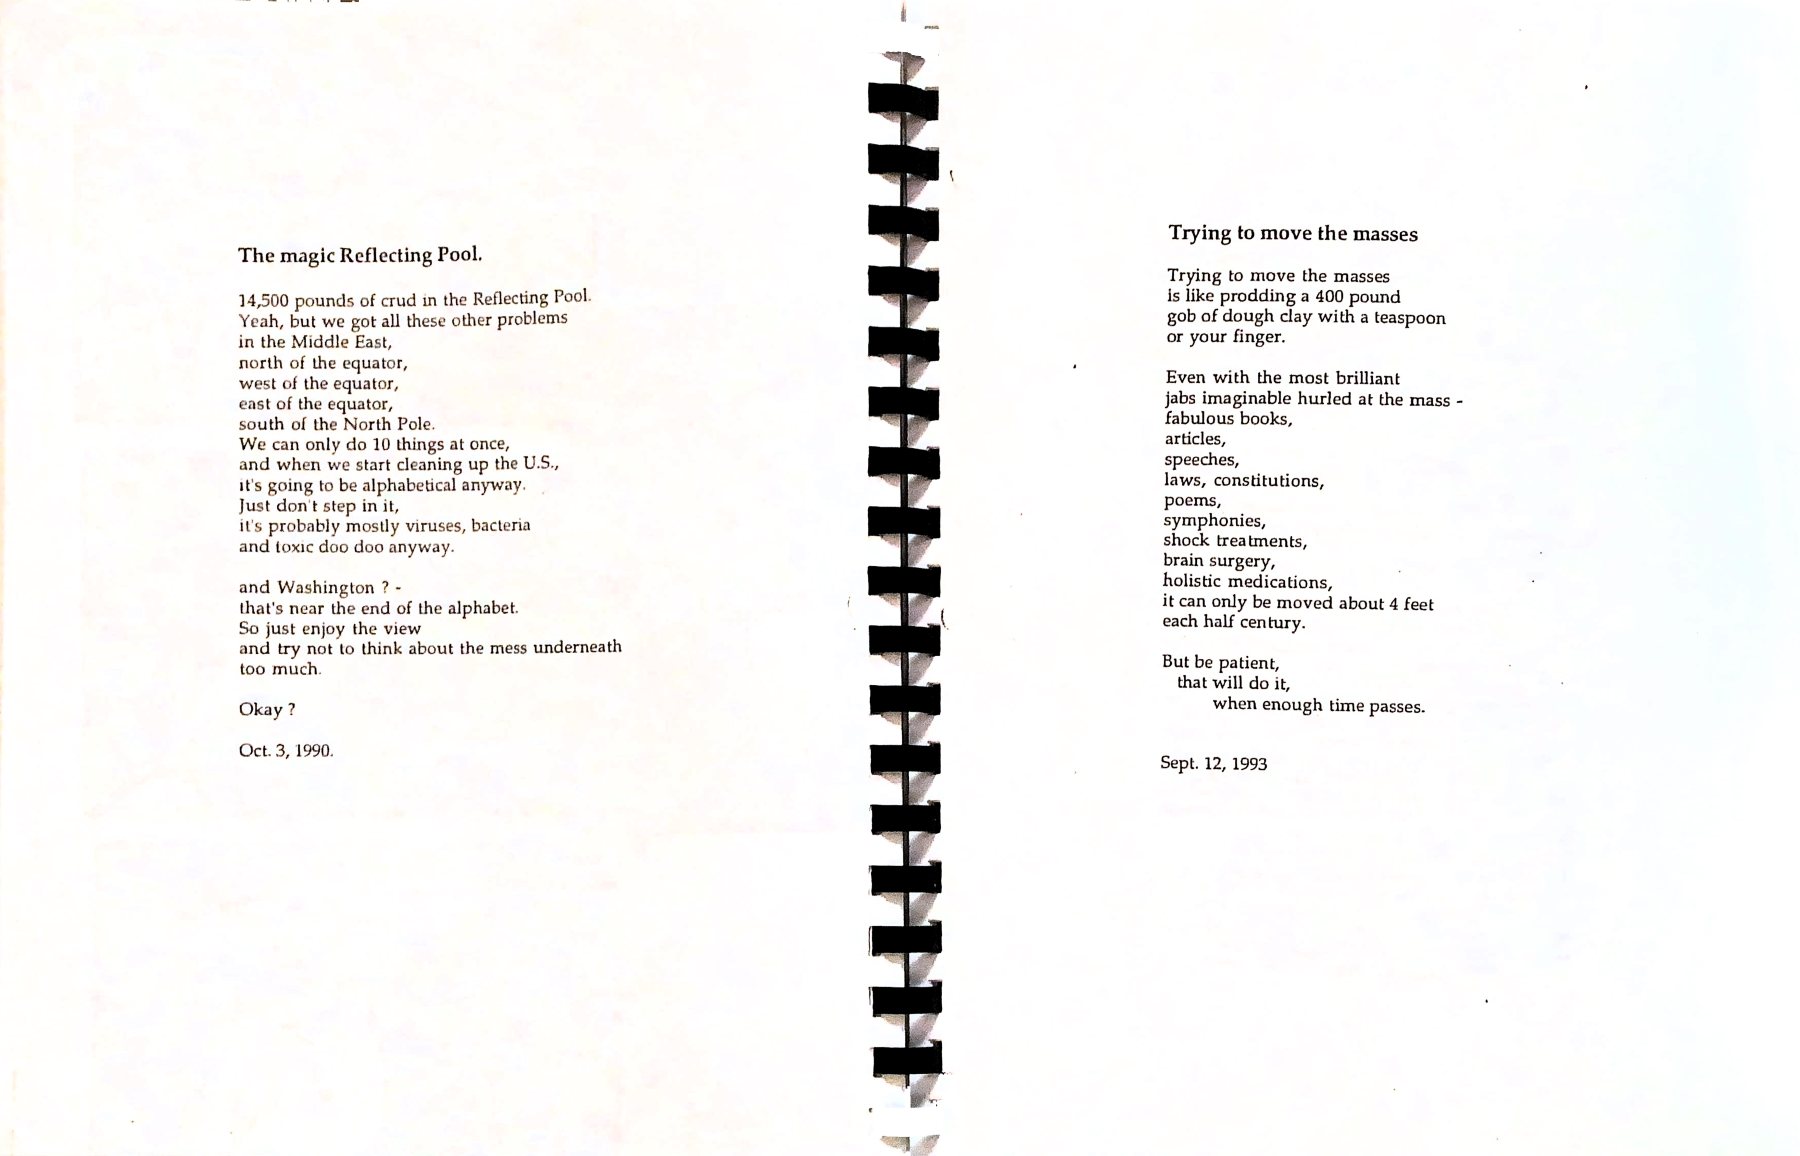 The magic Reflecting Pool.

14,500 pounds of crud in the Reflecting Pool.
Yeah, but we got all these other problems
in the Middle East,
north of the equator,
west of the equator,
east of the equator,
south of the North Pole.
We can only do 10 things at once,
and when we start cleaning up the U.S.,
it's going to be alphabetical anyway.
Just don't step in it,
it's probably mostly viruses, bacteria
and toxic doo doo anyway.

and Washington ? -
that's near the end of the alphabet.
So just enjoy the view
and try not to think about the mess underneath
too much.

Okay ?

Oct. 3, 1990.

Trying to move the masses

Trying to move the masses
is like prodding a 400 pound
gob of dough clay with a teaspoon
or your finger.

Even with the most brilliant
jabs imaginable hurled at the mass -
fabulous books,
articles,
speeches,
laws, constitutions,
poems,
symphonies,
shock treatments,
brain surgery,
holistic medications,
it can only be moved about 4 feet
each half century.

But be patient,
that will do it,
when enough time passes.

Sept. 12, 1993